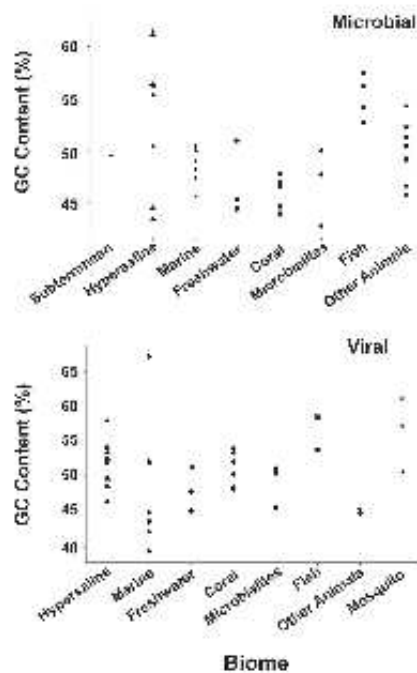 Microbial
GC Content (%)
60
55
50
45
Subterranean
Hypersaline
Marine
Freshwater
Coral
Microbialites
Fish
Other Animals
Viral
GC Content (%)
65
60
55
50
45
40
Hypersaline
Marine
Freshwater
Coral
Microbialites
Fish
Other Animals
Mosquito
Biome